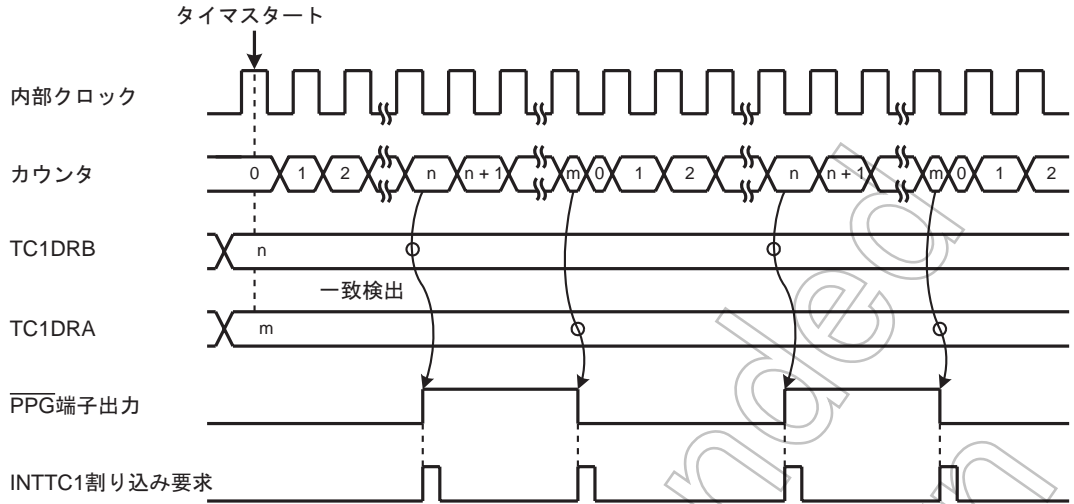 タイマスタート
内部クロック
カウンタ 0 1 2 n n + 1 m 0 1 2 n n + 1 m 0 1 2
TC1DRB n
一致検出
TC1DRA m
PPG端子出力
INTTC1割り込み要求